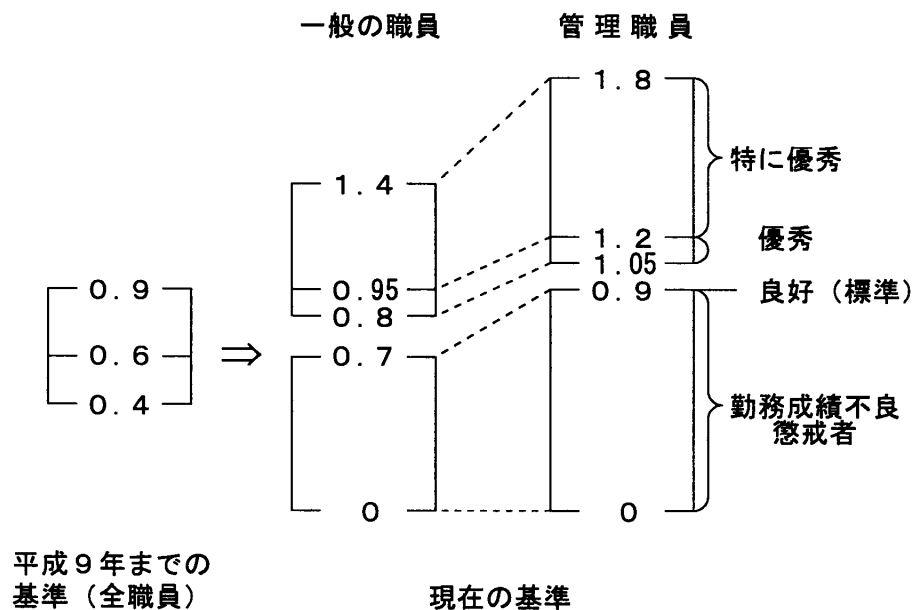 一般の職員 管理職員
1.8
特に優秀
1.4
1.2 優秀
1.05
0.9 0.95 0.9 良好（標準）
0.8
0.6 ⇒ 0.7
0.4 勤務成績不良
懲戒者
0 0
平成9年までの
基準（全職員） 現在の基準